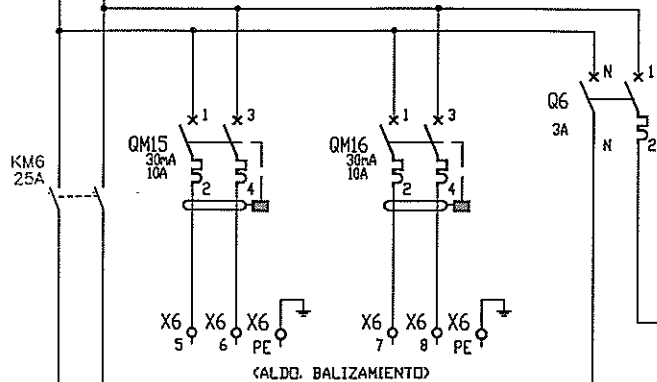 N 1
Q6
3A
N 2
1 3
QM15
30mA
10A
2 4
1 3
QM16
30mA
10A
2 4
KM6
25A
X6 X6 X6
5 6 PE
X6 X6 X6
7 8 PE
(ALDO. BALIZAMIENTO)